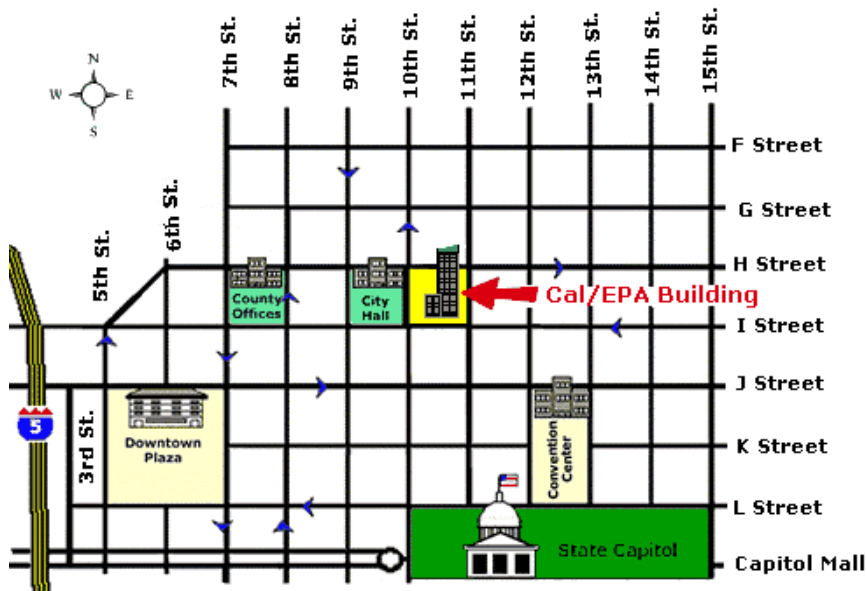 7th St.
8th St.
9th St.
10th St.
11th St.
12th St.
13th St.
14th St.
15th St.
N
W
E
S
F Street
6th St.
G Street
5th St.
H Street
County
Offices
City
Hall
Cal/EPA Building
I Street
J Street
5
3rd St.
Downtown
Plaza
Convention
Center
K Street
L Street
State Capitol
Capitol Mall